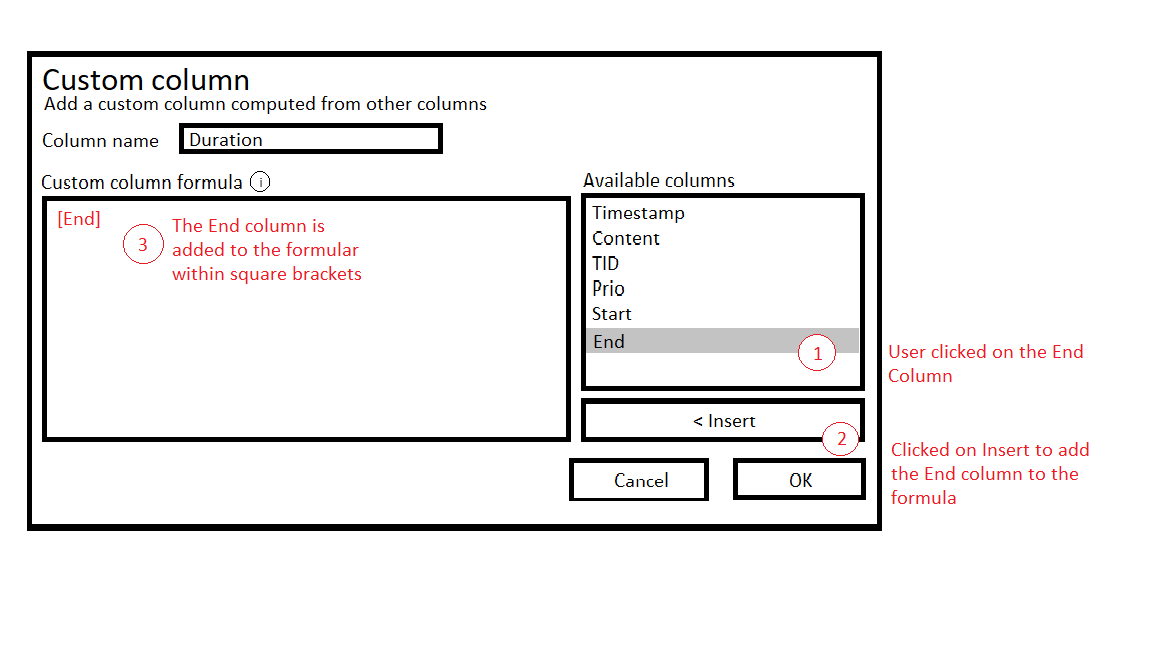 Custom column
Add a custom column computed from other columns
Column name
Duration
Custom column formula i
[End]
3
The End column is
added to the formular
within square brackets
Available columns
Timestamp
Content
TID
Prio
Start
End
1
User clicked on the End
Column
< Insert
2
Clicked on Insert to add
the End column to the
formula
Cancel
OK